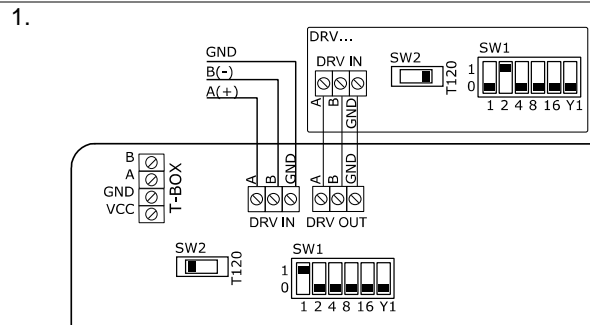 1.
DRV...
DRV IN
A
B
GND
SW2
T120
SW1
1
0
1 2 4 8 16 Y1
GND
B(-)
A(+)
B
A
GND
VCC
T-BOX
A
B
GND
DRV IN
A
B
GND
DRV OUT
SW2
T120
SW1
1
0
1 2 4 8 16 Y1